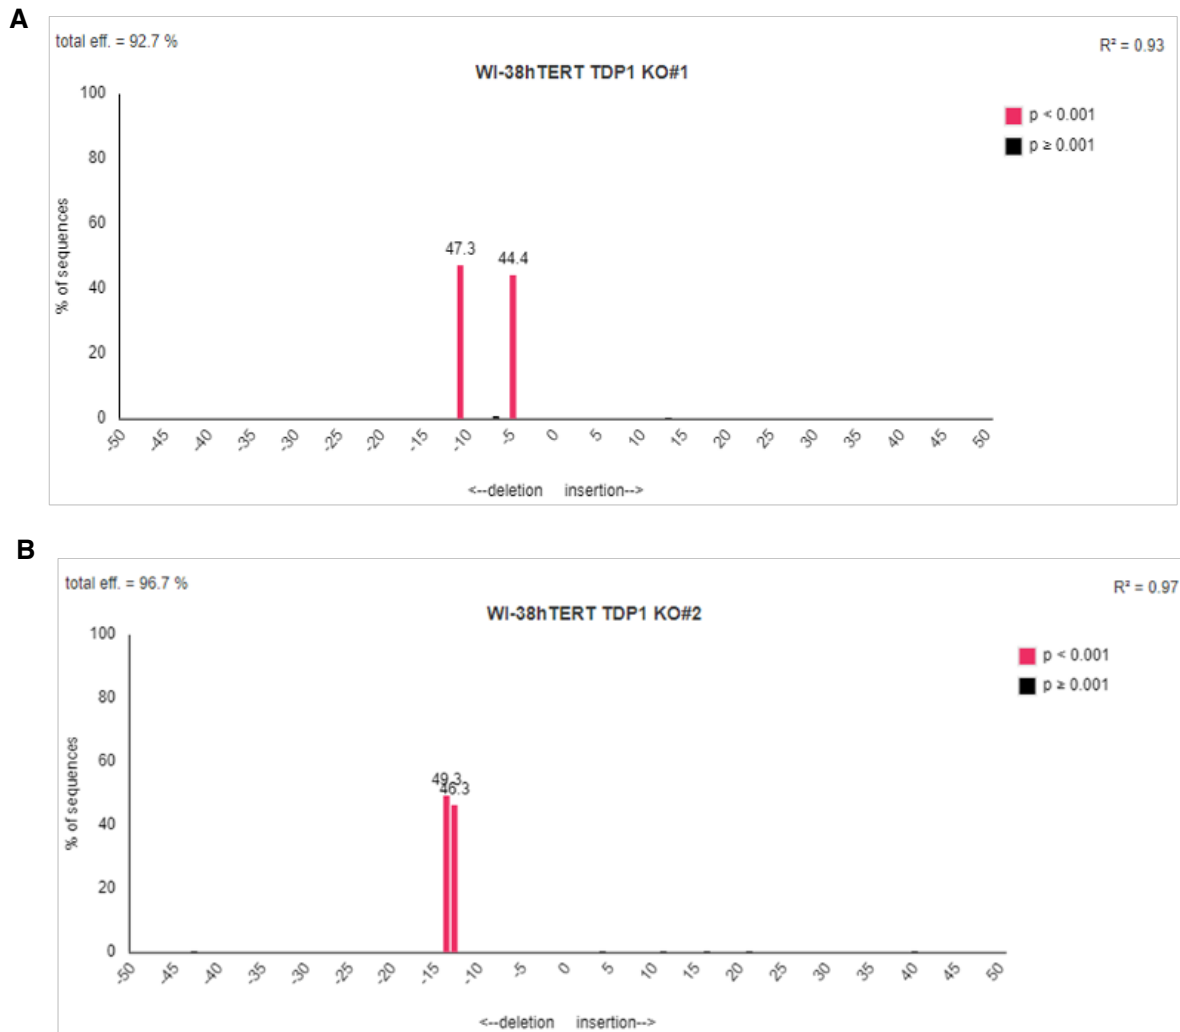 A
total eff. = 92.7 %
R² = 0.93
WI-38hTERT TDP1 KO#1
p < 0.001
p ≥ 0.001
% of sequences
100
80
60
40
20
0
47.3
44.4
-50 -45 -40 -35 -30 -25 -20 -15 -10 -5 0 5 10 15 20 25 30 35 40 45 50
<--deletion insertion-->
B
total eff. = 96.7 %
R² = 0.97
WI-38hTERT TDP1 KO#2
p < 0.001
p ≥ 0.001
% of sequences
100
80
60
40
20
0
49.3
46.3
-50 -45 -40 -35 -30 -25 -20 -15 -10 -5 0 5 10 15 20 25 30 35 40 45 50
<--deletion insertion-->